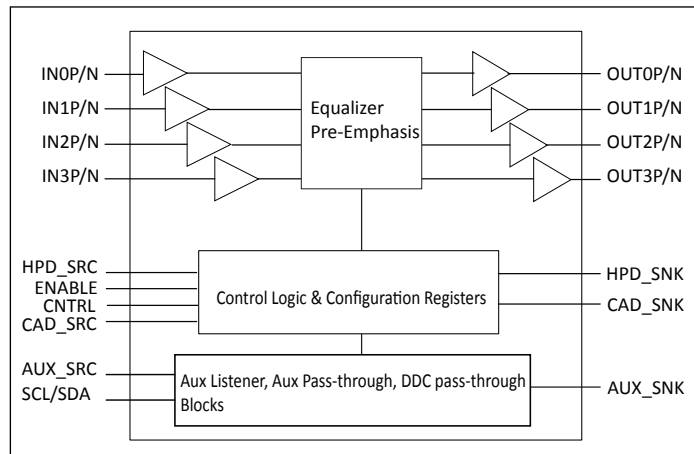 IN0P/N
IN1P/N
IN2P/N
IN3P/N
Equalizer
Pre-Emphasis
OUT0P/N
OUT1P/N
OUT2P/N
OUT3P/N
HPD_SRC
ENABLE
CNTRL
CAD_SRC
Control Logic & Configuration Registers
HPD_SNK
CAD_SNK
AUX_SRC
SCL/SDA
Aux Listener, Aux Pass-through, DDC pass-through
Blocks
AUX_SNK